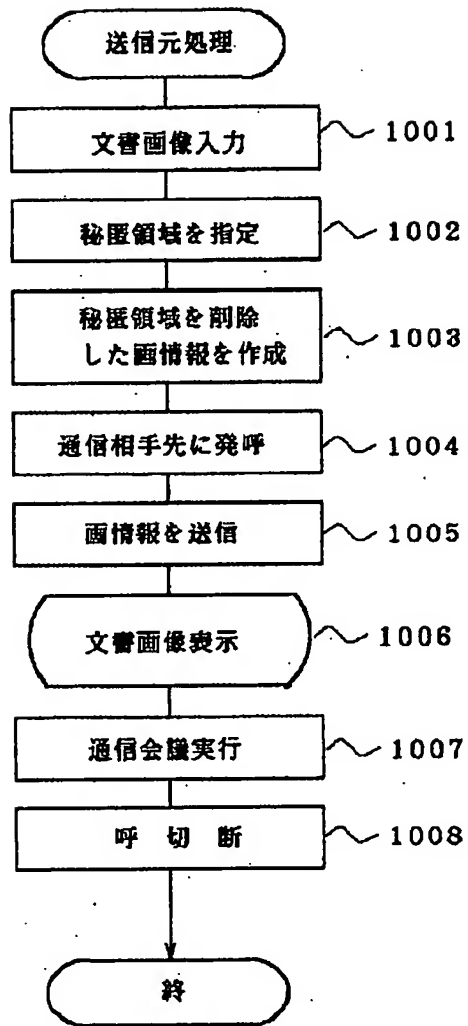 送信元処理
文書画像入力 1001
秘匿領域を指定 1002
秘匿領域を削除
した画情報を作成 1003
通信相手先に発呼 1004
画情報を送信 1005
文書画像表示 1006
通信会議実行 1007
呼切断 1008
終